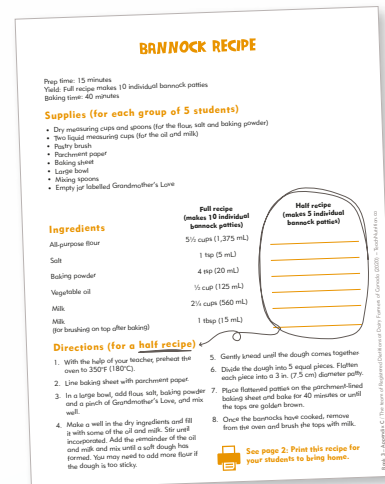 BANNOCK RECIPE
Prep time: 15 minutes
Yield: Full recipe makes 10 individual bannock patties
Baking time: 40 minutes
Supplies (for each group of 5 students)
• Dry measuring cups and spoons (for the flour, salt and baking powder)
• Two liquid measuring cups (for the oil and milk)
• Pastry brush
• Parchment paper
• Baking sheet
• Large bowl
• Mixing spoons
• Empty jar labelled Grandmother's Love
Ingredients
Full recipe
(makes 10 individual
bannock patties)
Half recipe
(makes 5 individual
bannock patties)
All-purpose flour 5½ cups (1,375 mL)
Salt 1 tsp (5 mL)
Baking powder 4 tsp (20 mL)
Vegetable oil ½ cup (125 mL)
Milk 2¼ cups (560 mL)
Milk 1 tbsp (15 mL)
(for brushing on top after baking)
Directions (for a half recipe)
1. With the help of your teacher, preheat the
oven to 350°F (180°C).
2. Line baking sheet with parchment paper.
3. In a large bowl, add flour, salt, baking powder
and a pinch of Grandmother's Love, and mix
well.
4. Make a well in the dry ingredients and fill
it with some of the oil and milk. Stir until
incorporated. Add the remainder of the oil
and milk and mix until a soft dough has
formed. You may need to add more flour if
the dough is too sticky.
5. Gently knead until the dough comes together.
6. Divide the dough into 5 equal pieces. Flatten
each piece into a 3 in. (7.5 cm) diameter patty.
7. Place flattened patties on the parchment-lined
baking sheet and bake for 40 minutes or until
the tops are golden brown.
8. Once the bannocks have cooked, remove
from the oven and brush the tops with milk.
See page 2: Print this recipe for
your students to bring home.